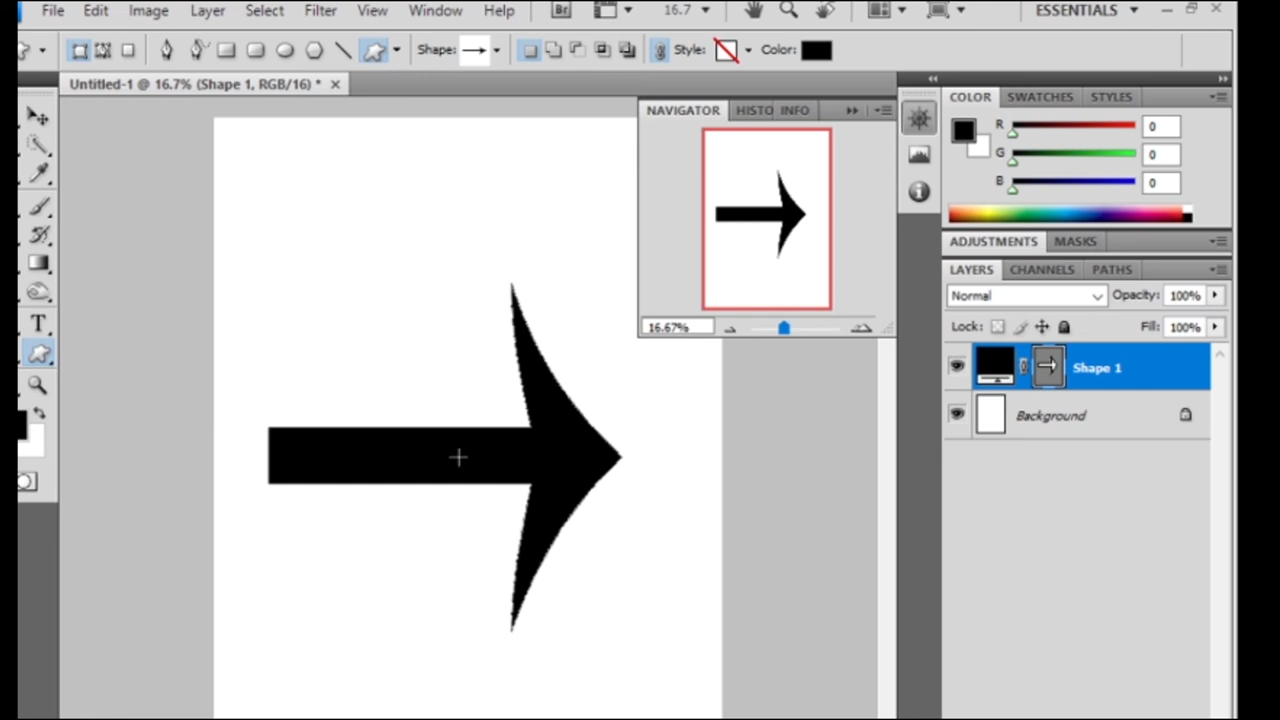 File Edit Image Layer Select Filter View Window Help Br 16.7 ESSENTIALS
Shape: Style: Color:
Untitled-1 @ 16.7% (Shape 1, RGB/16) *
NAVIGATOR HISTO INFO
16.67%
COLOR SWATCHES STYLES
R 0
G 0
B 0
ADJUSTMENTS MASKS
LAYERS CHANNELS PATHS
Normal Opacity: 100%
Lock: Fill: 100%
Shape 1
Background
T